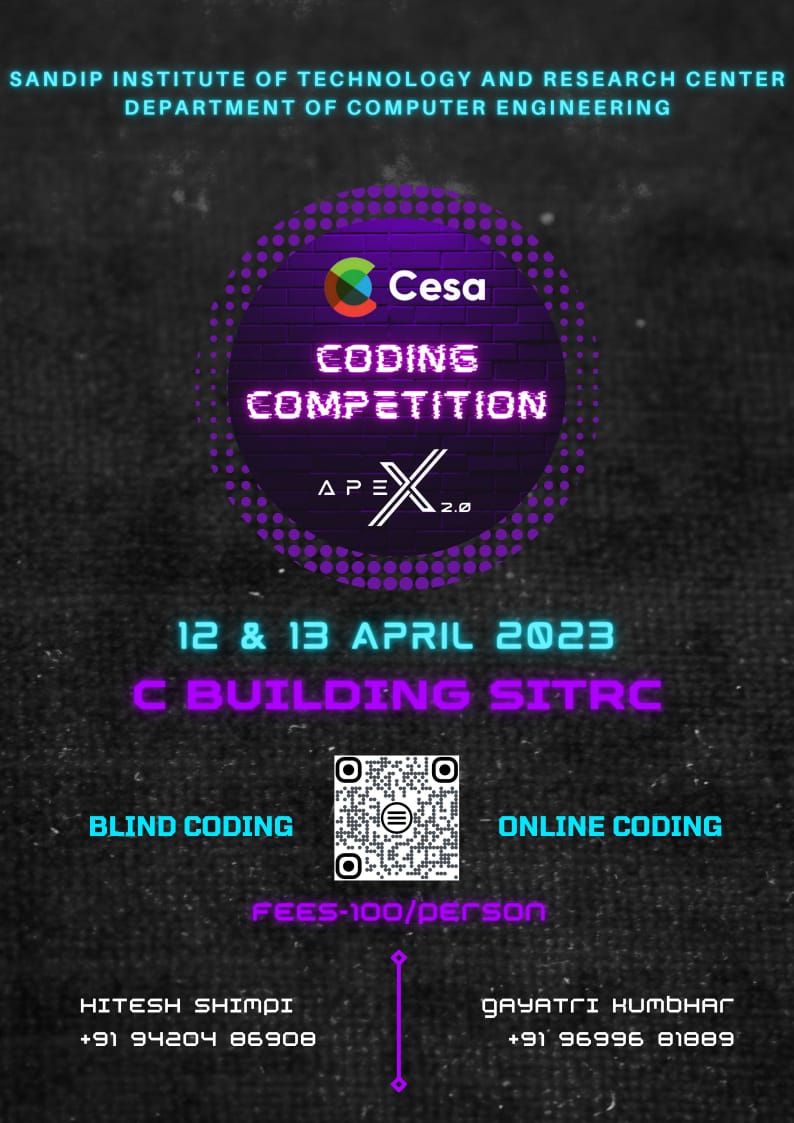 SANDIP INSTITUTE OF TECHNOLOGY AND RESEARCH CENTER
DEPARTMENT OF COMPUTER ENGINEERING
Cesa
CODING
COMPETITION
APEX 2.0
12 & 13 APRIL 2023
C BUILDING SITRC
BLIND CODING
ONLINE CODING
FEES-100/person
HITESH SHIMPI
+91 94204 86908
GAYATRI KUMBHAR
+91 96996 81889